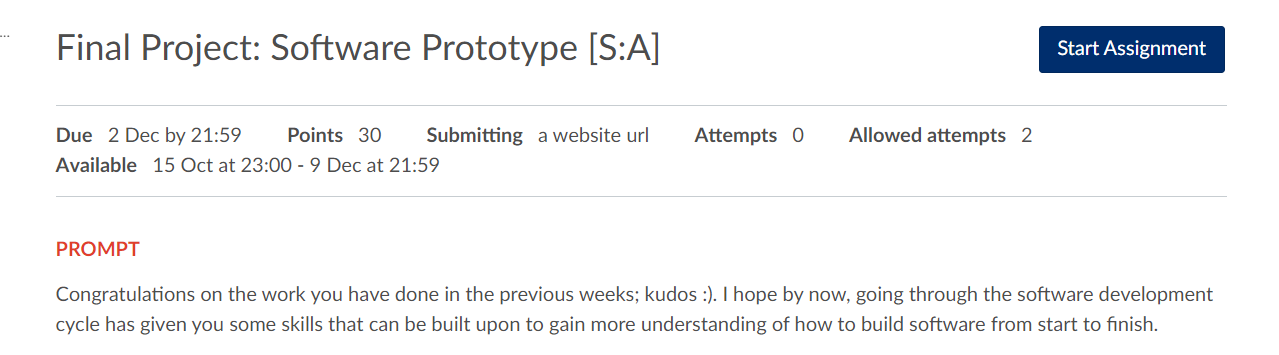 ...
Final Project: Software Prototype [S:A]
Start Assignment
Due 2 Dec by 21:59 Points 30 Submitting a website url Attempts 0 Allowed attempts 2
Available 15 Oct at 23:00 - 9 Dec at 21:59
PROMPT
Congratulations on the work you have done in the previous weeks; kudos :). I hope by now, going through the software development
cycle has given you some skills that can be built upon to gain more understanding of how to build software from start to finish.